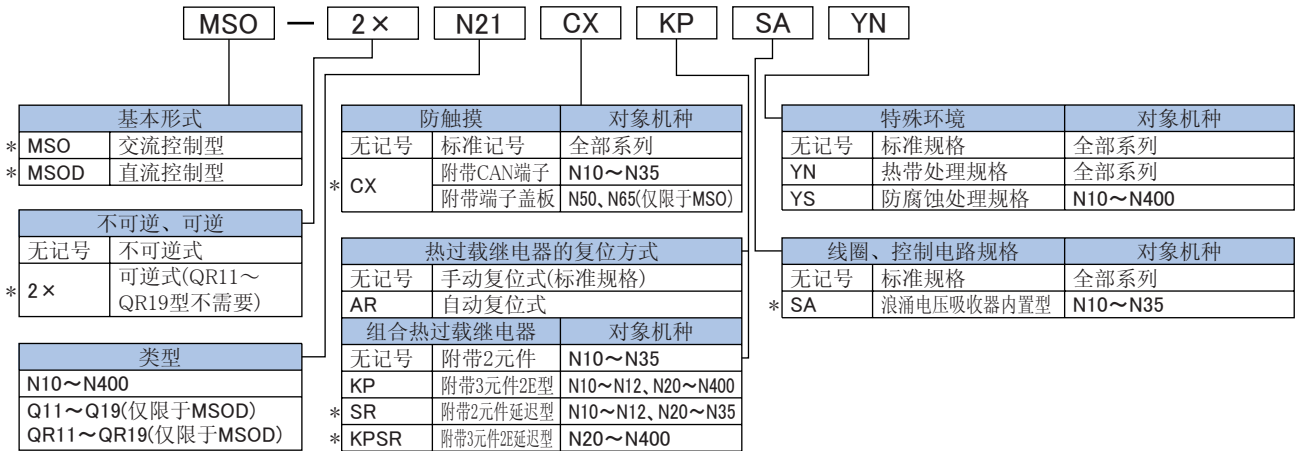 MSO — 2× N21 CX KP SA YN
基本形式
* MSO 交流控制型
* MSOD 直流控制型
不可逆、可逆
无记号 不可逆式
* 2× 可逆式(QR11～
QR19型不需要)
类型
N10～N400
Q11～Q19(仅限于MSOD)
QR11～QR19(仅限于MSOD)
防触摸 对象机种
无记号 标准记号 全部系列
* CX 附带CAN端子 N10～N35
附带端子盖板 N50、N65(仅限于MSO)
热过载继电器的复位方式
无记号 手动复位式(标准规格)
AR 自动复位式
组合热过载继电器 对象机种
无记号 附带2元件 N10～N35
KP 附带3元件2E型 N10～N12、N20～N400
* SR 附带2元件延迟型 N10～N12、N20～N35
* KPSR 附带3元件2E延迟型 N20～N400
特殊环境 对象机种
无记号 标准规格 全部系列
YN 热带处理规格 全部系列
YS 防腐蚀处理规格 N10～N400
线圈、控制电路规格 对象机种
无记号 标准规格 全部系列
* SA 浪涌电压吸收器内置型 N10～N35